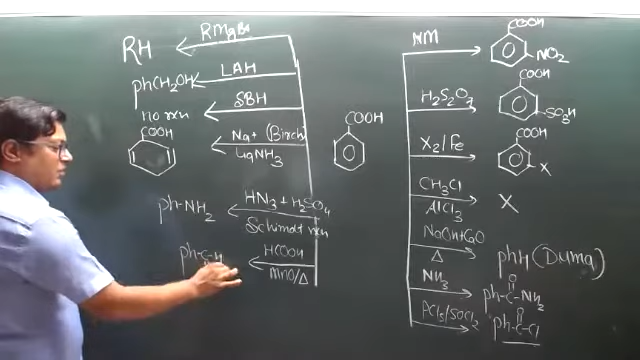 RH
RMgBr
phCH₂OH
LAH
no rxn
SBH
COOH
Na+ (Birch)
LiqNH₃
ph-NH₂
HN₃ + H₂SO₄
Schimdt rxn
ph-C-H
HCOOH
MnO/Δ
COOH
NM
COOH
NO₂
H₂S₂O₇
COOH
SO₃H
X₂/Fe
COOH
X
CH₃Cl
AlCl₃
X
NaOH+CaO
Δ
phH (Duma)
NH₃
O
ph-C-NH₂
PCl₅/SOCl₂
O
ph-C-Cl